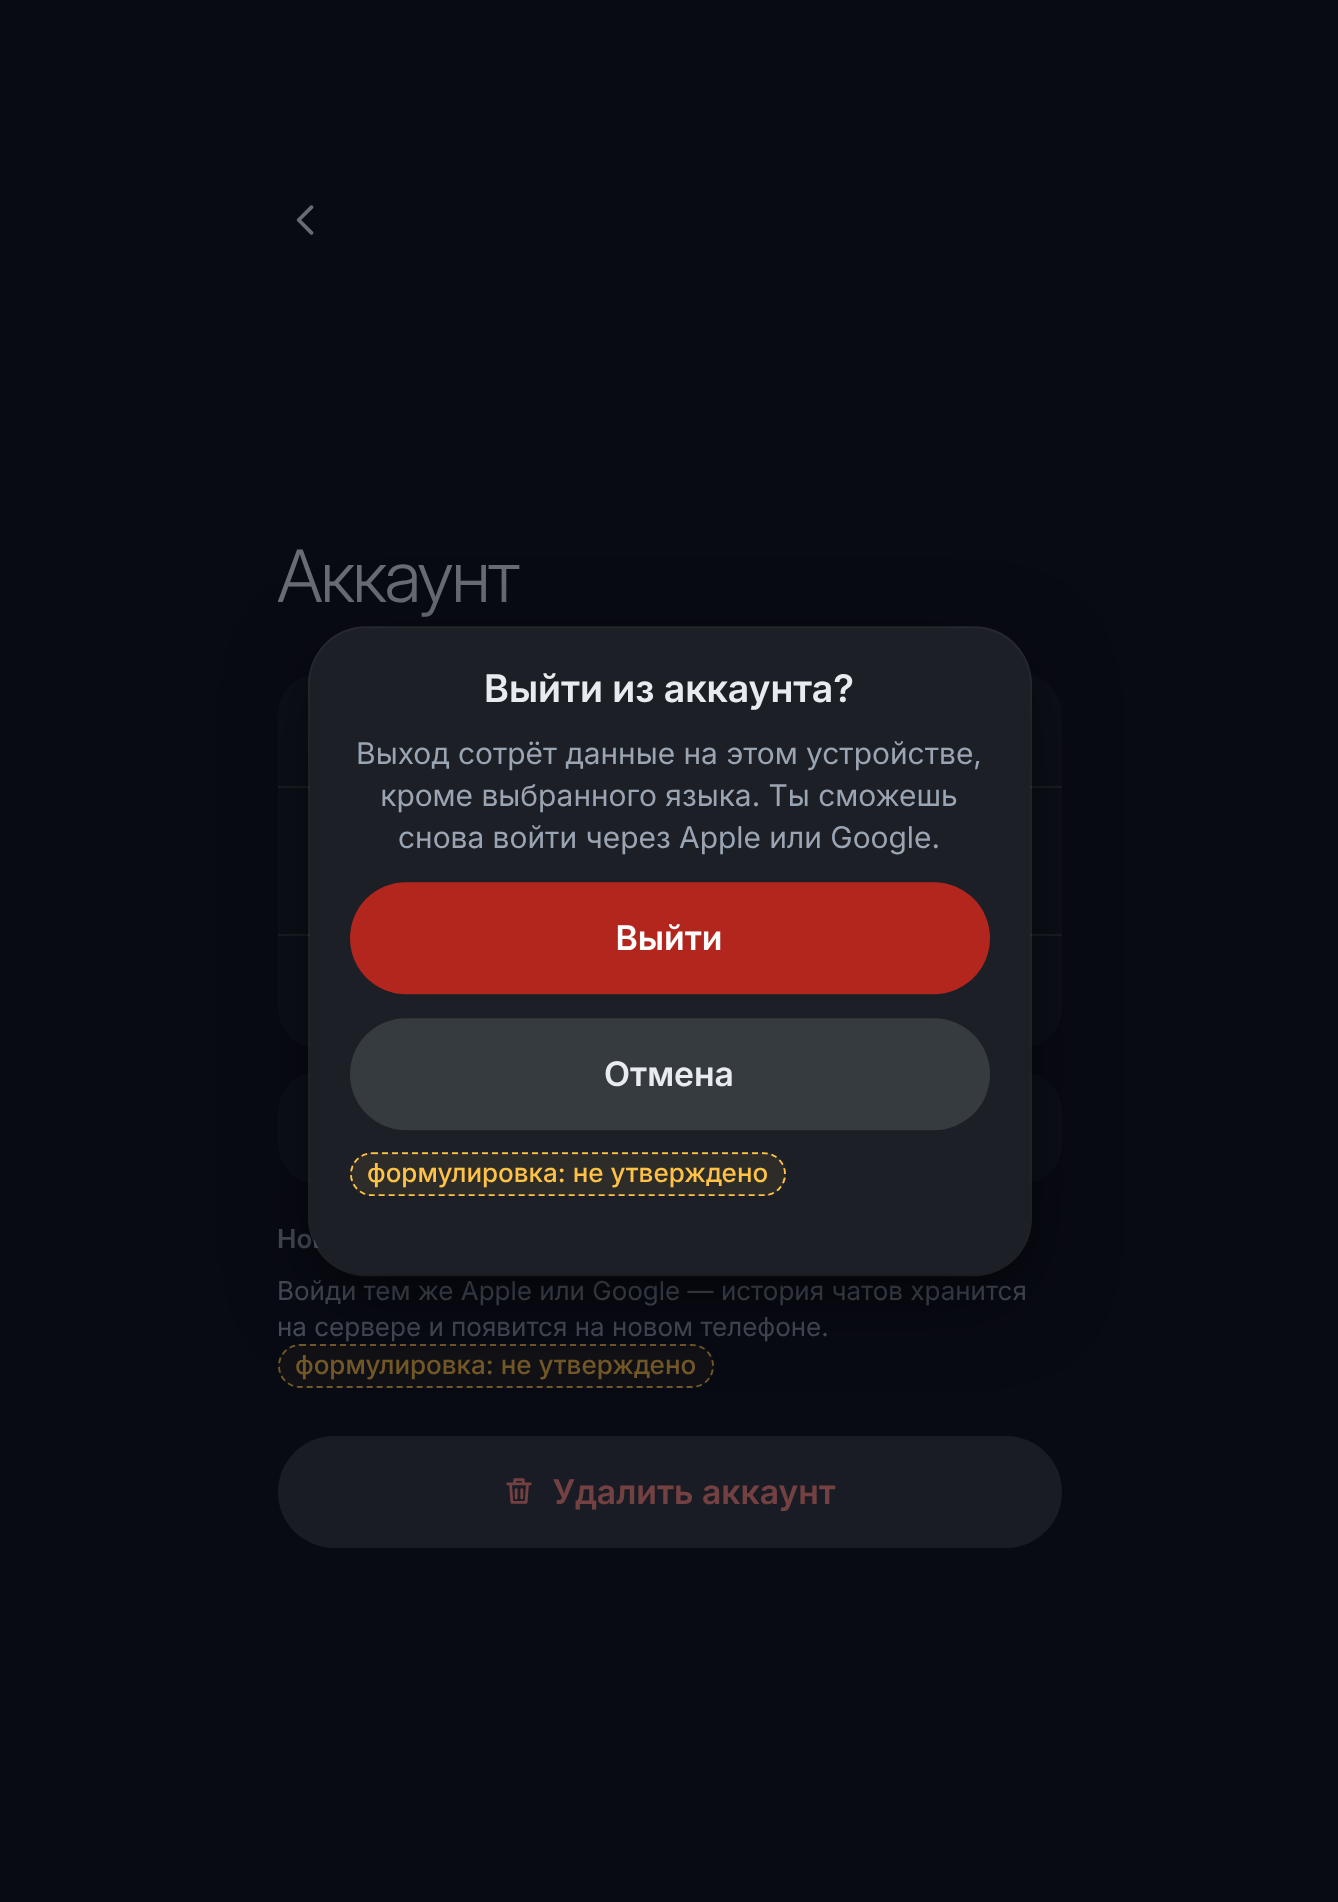 Аккаунт
Выйти из аккаунта?
Выход сотрёт данные на этом устройстве,
кроме выбранного языка. Ты сможешь
снова войти через Apple или Google.
Выйти
Отмена
формулировка: не утверждено
Войди тем же Apple или Google — история чатов хранится
на сервере и появится на новом телефоне.
формулировка: не утверждено
Удалить аккаунт